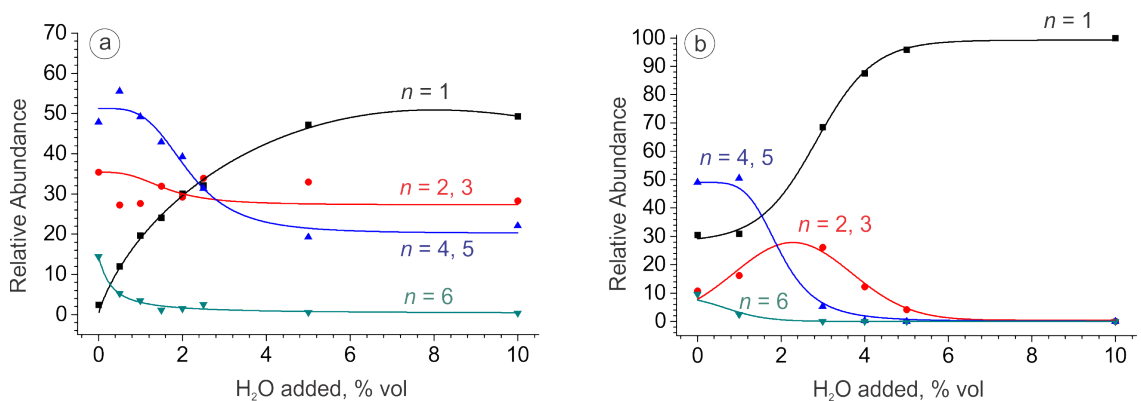 a
Relative Abundance
70
60
50
40
30
20
10
0
n = 1
n = 2, 3
n = 4, 5
n = 6
0 2 4 6 8 10
H₂O added, % vol
b
Relative Abundance
100
90
80
70
60
50
40
30
20
10
0
n = 1
n = 4, 5
n = 2, 3
n = 6
0 2 4 6 8 10
H₂O added, % vol